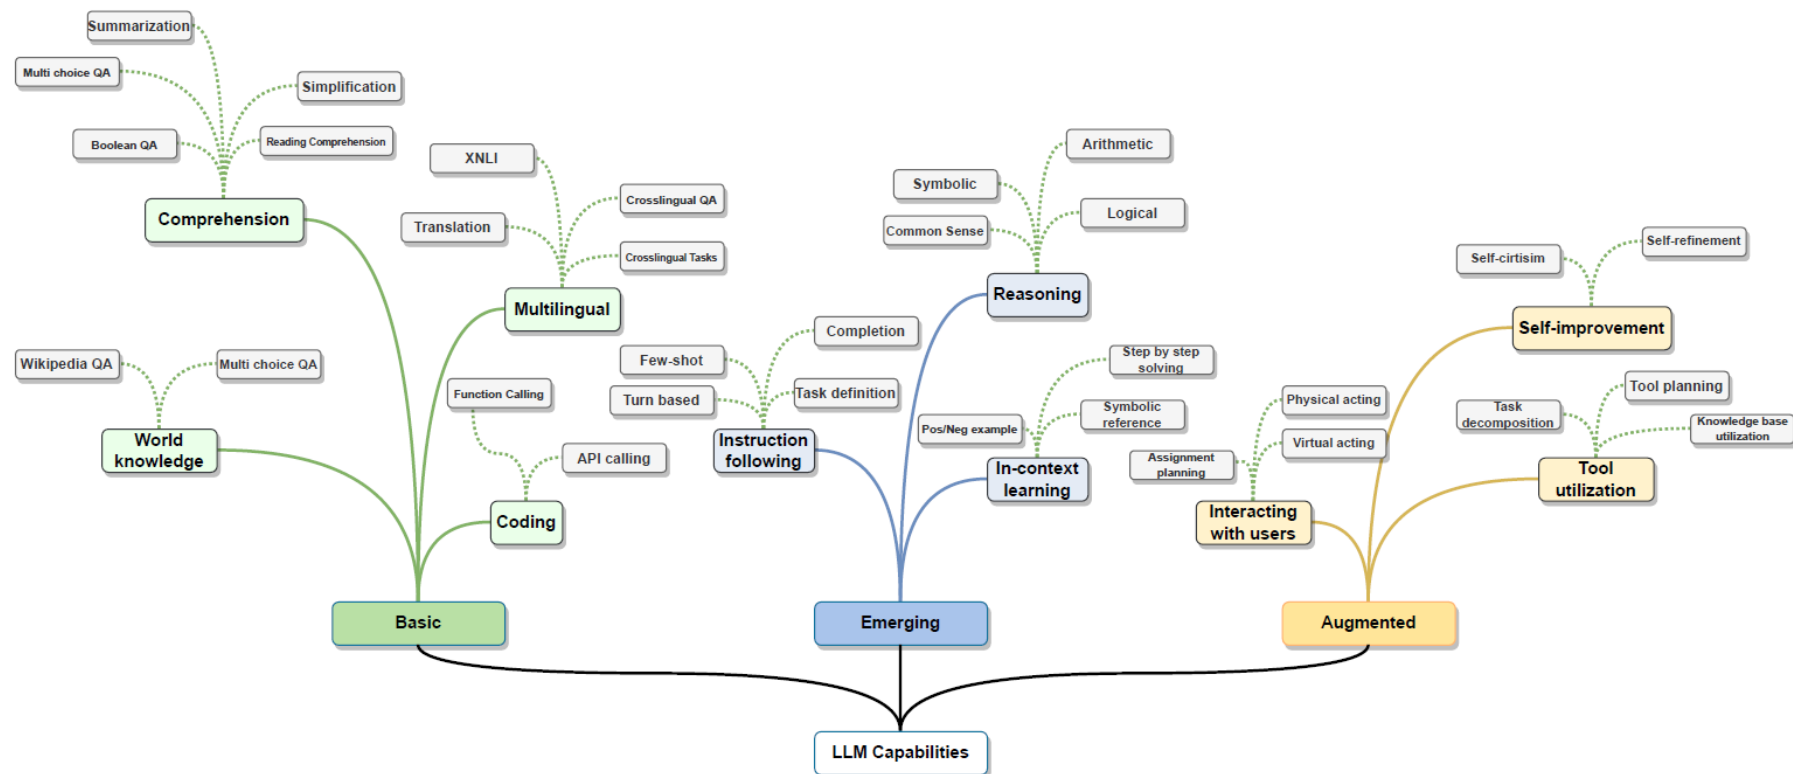 Summarization
Multi choice QA
Simplification
Boolean QA
Reading Comprehension
Comprehension
XNLI
Crosslingual QA
Translation
Crosslingual Tasks
Multilingual
Wikipedia QA
Multi choice QA
World
knowledge
Function Calling
API calling
Coding
Basic
Arithmetic
Symbolic
Logical
Common Sense
Reasoning
Completion
Few-shot
Turn based
Task definition
Instruction
following
Step by step
solving
Symbolic
reference
Pos/Neg example
In-context
learning
Emerging
Self-refinement
Self-cirtisim
Self-improvement
Physical acting
Virtual acting
Assignment
planning
Interacting
with users
Tool planning
Task
decomposition
Knowledge base
utilization
Tool
utilization
Augmented
LLM Capabilities